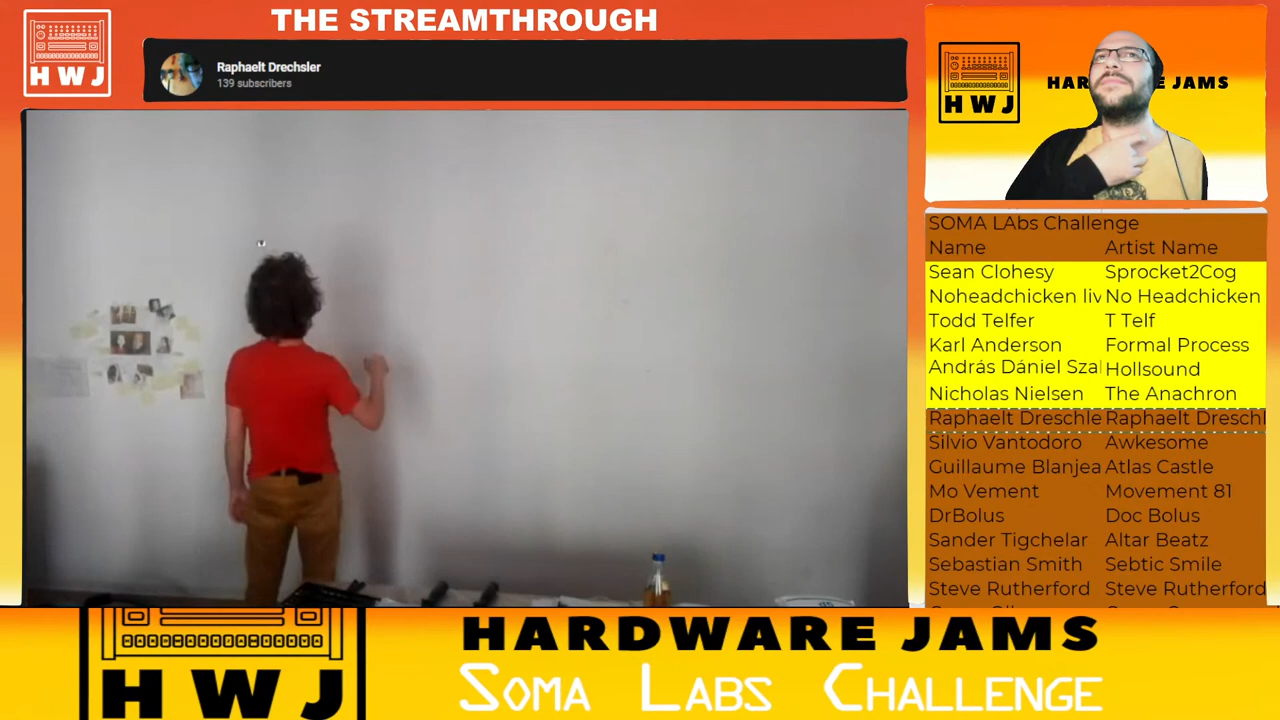 THE STREAMTHROUGH
HWJ
Raphaelt Drechsler
139 subscribers
HWJ
HARDWARE JAMS
SOMA LAbs Challenge
Name Artist Name
Sean Clohesy Sprocket2Cog
Noheadchicken liv No Headchicken
Todd Telfer T Telf
Karl Anderson Formal Process
András Dániel Sza Hollsound
Nicholas Nielsen The Anachron
Raphaelt Dreschle Raphaelt Dreschl
Silvio Vantodoro Awkesome
Guillaume Blanjea Atlas Castle
Mo Vement Movement 81
DrBolus Doc Bolus
Sander Tigchelar Altar Beatz
Sebastian Smith Sebtic Smile
Steve Rutherford Steve Rutherford
HWJ
HARDWARE JAMS
SOMA LABS CHALLENGE